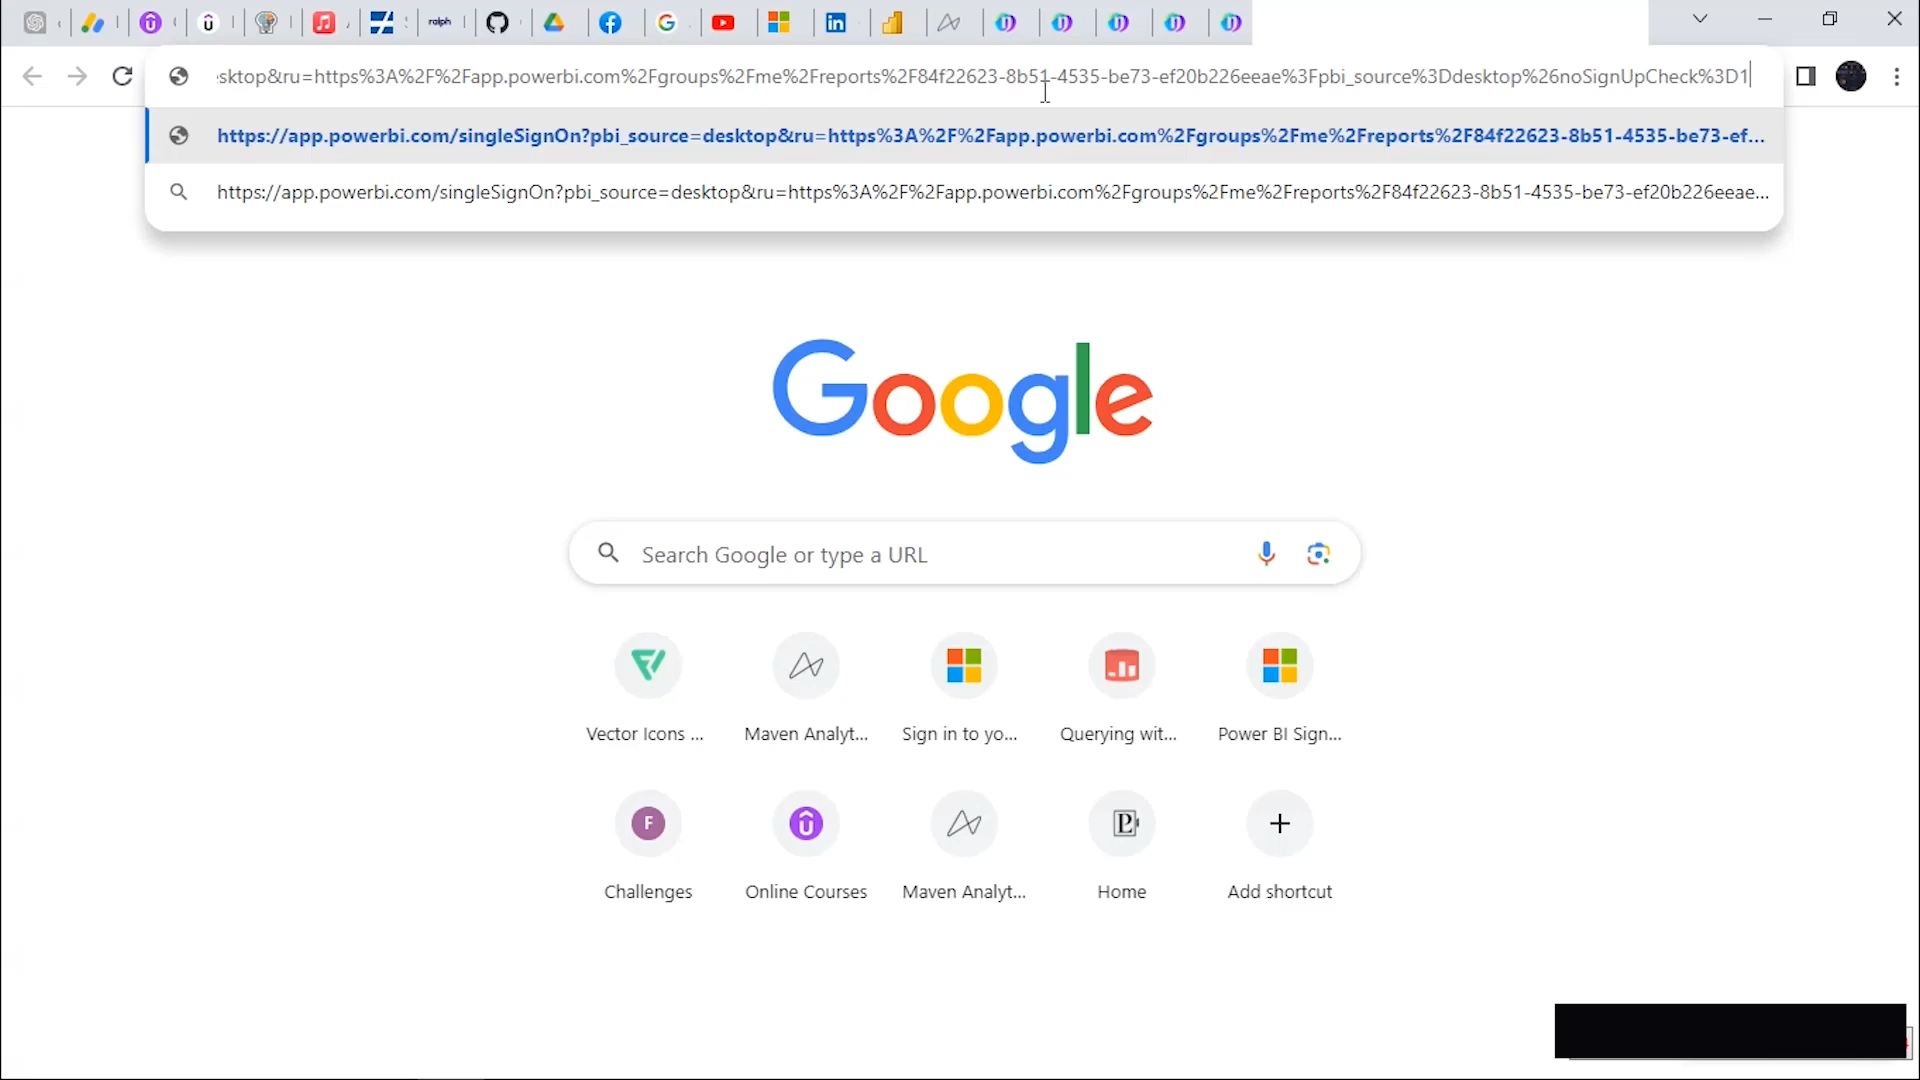 ralph
sktop&ru=https%3A%2F%2Fapp.powerbi.com%2Fgroups%2Fme%2Freports%2F84f22623-8b51-4535-be73-ef20b226eeae%3Fpbi_source%3Ddesktop%26noSignUpCheck%3D1
https://app.powerbi.com/singleSignOn?pbi_source=desktop&ru=https%3A%2F%2Fapp.powerbi.com%2Fgroups%2Fme%2Freports%2F84f22623-8b51-4535-be73-ef...
https://app.powerbi.com/singleSignOn?pbi_source=desktop&ru=https%3A%2F%2Fapp.powerbi.com%2Fgroups%2Fme%2Freports%2F84f22623-8b51-4535-be73-ef20b226eeae...
Google
Search Google or type a URL
Vector Icons ... Maven Analyt... Sign in to yo... Querying wit... Power BI Sign...
F
Challenges Online Courses Maven Analyt... Home Add shortcut